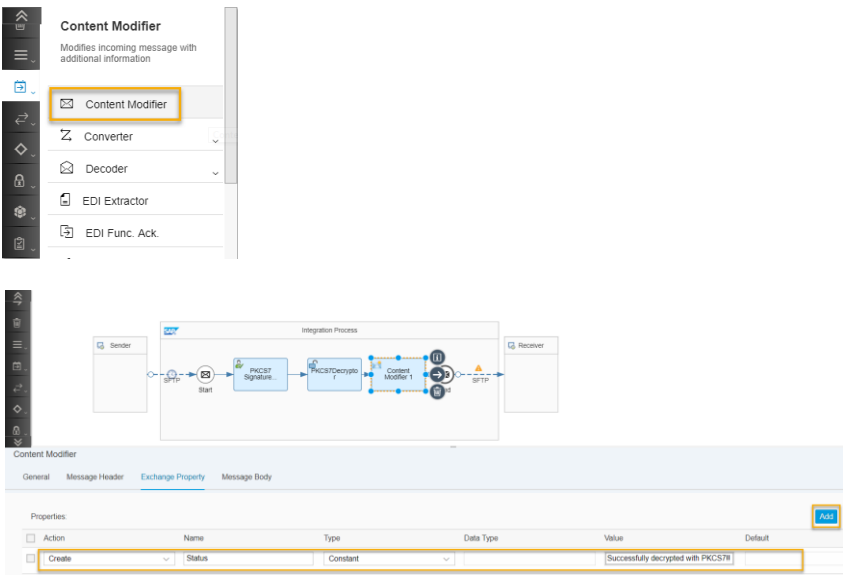 Content Modifier
Modifies incoming message with
additional information
Content Modifier
Converter
Decoder
EDI Extractor
EDI Func. Ack.
SAP
Integration Process
Sender
Receiver
SFTP
Start
PKCS7
Signature...
PKCS7Decrypto
r
Content
Modifier 1
SFTP
Content Modifier
General Message Header Exchange Property Message Body
Properties:
Add
Action Name Type Data Type Value Default
Create Status Constant Successfully decrypted with PKCS7!!